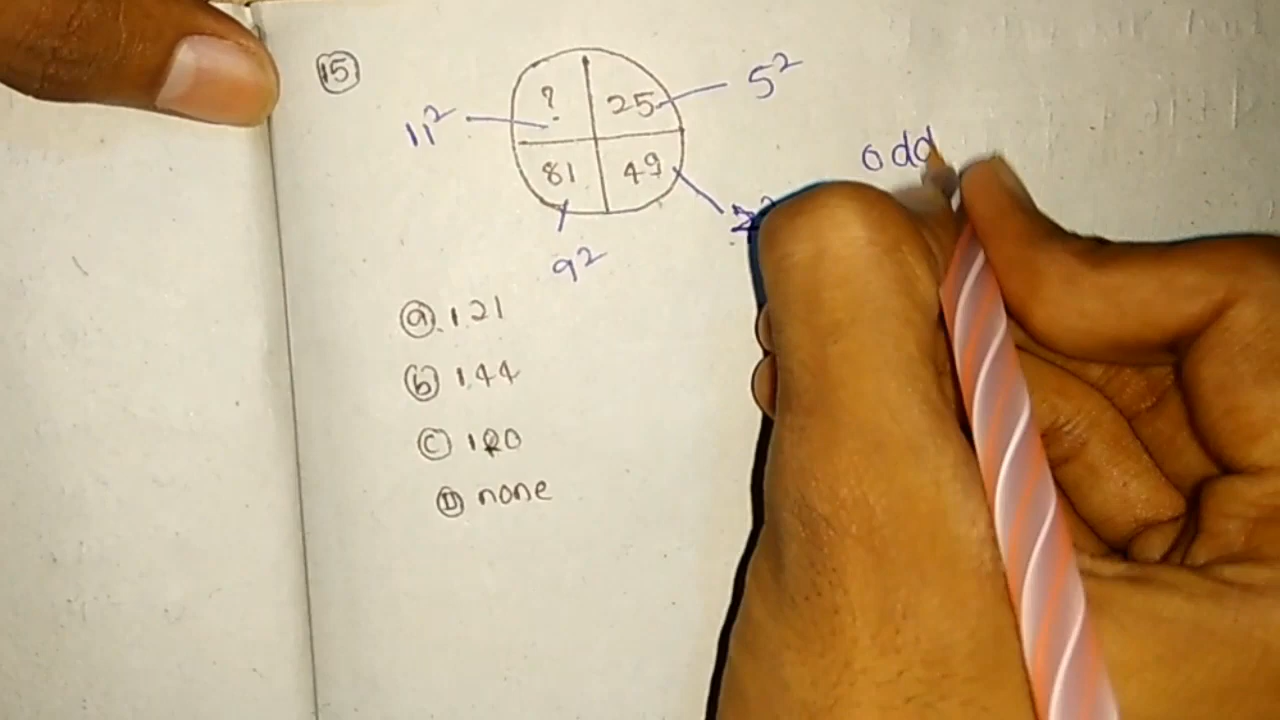 15
? 25 5²
11²
odd
81 49
9²
a 121
b 144
c 120
D none